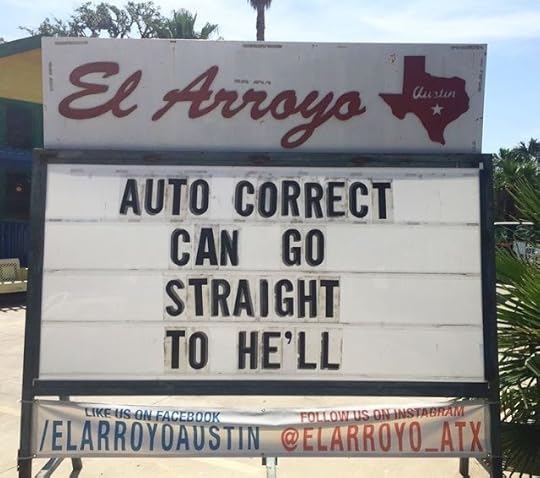 El Arroyo
Austin
AUTO CORRECT
CAN GO
STRAIGHT
TO HE'LL
LIKE US ON FACEBOOK
/ELARROYOAUSTIN
FOLLOW US ON INSTAGRAM
@ELARROYO_ATX